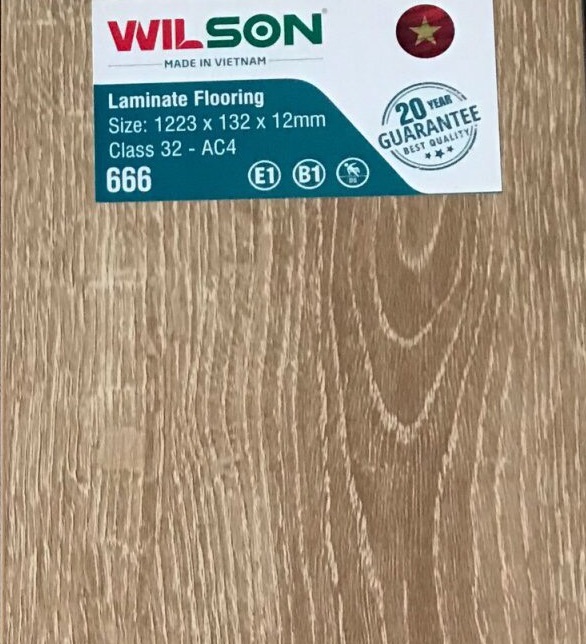 WILSON
MADE IN VIETNAM
Laminate Flooring
Size: 1223 x 132 x 12mm
Class 32 - AC4
666
E1 B1
20 YEAR
GUARANTEE
BEST QUALITY